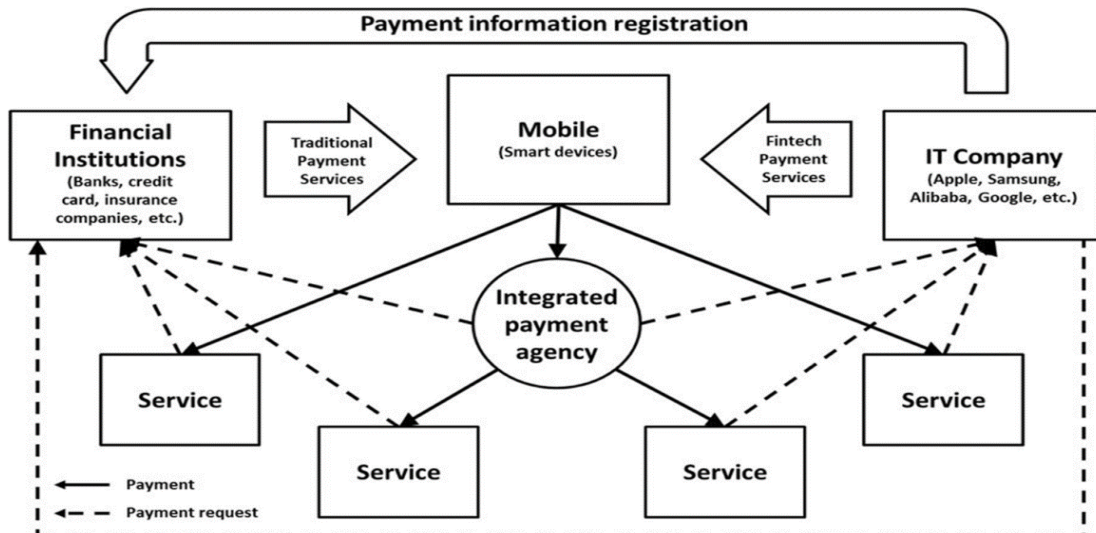 Payment information registration
Financial
Institutions
(Banks, credit
card, insurance
companies, etc.)
Traditional
Payment
Services
Mobile
(Smart devices)
Fintech
Payment
Services
IT Company
(Apple, Samsung,
Alibaba, Google, etc.)
Integrated
payment
agency
Service
Service
Service
Service
Payment
Payment request